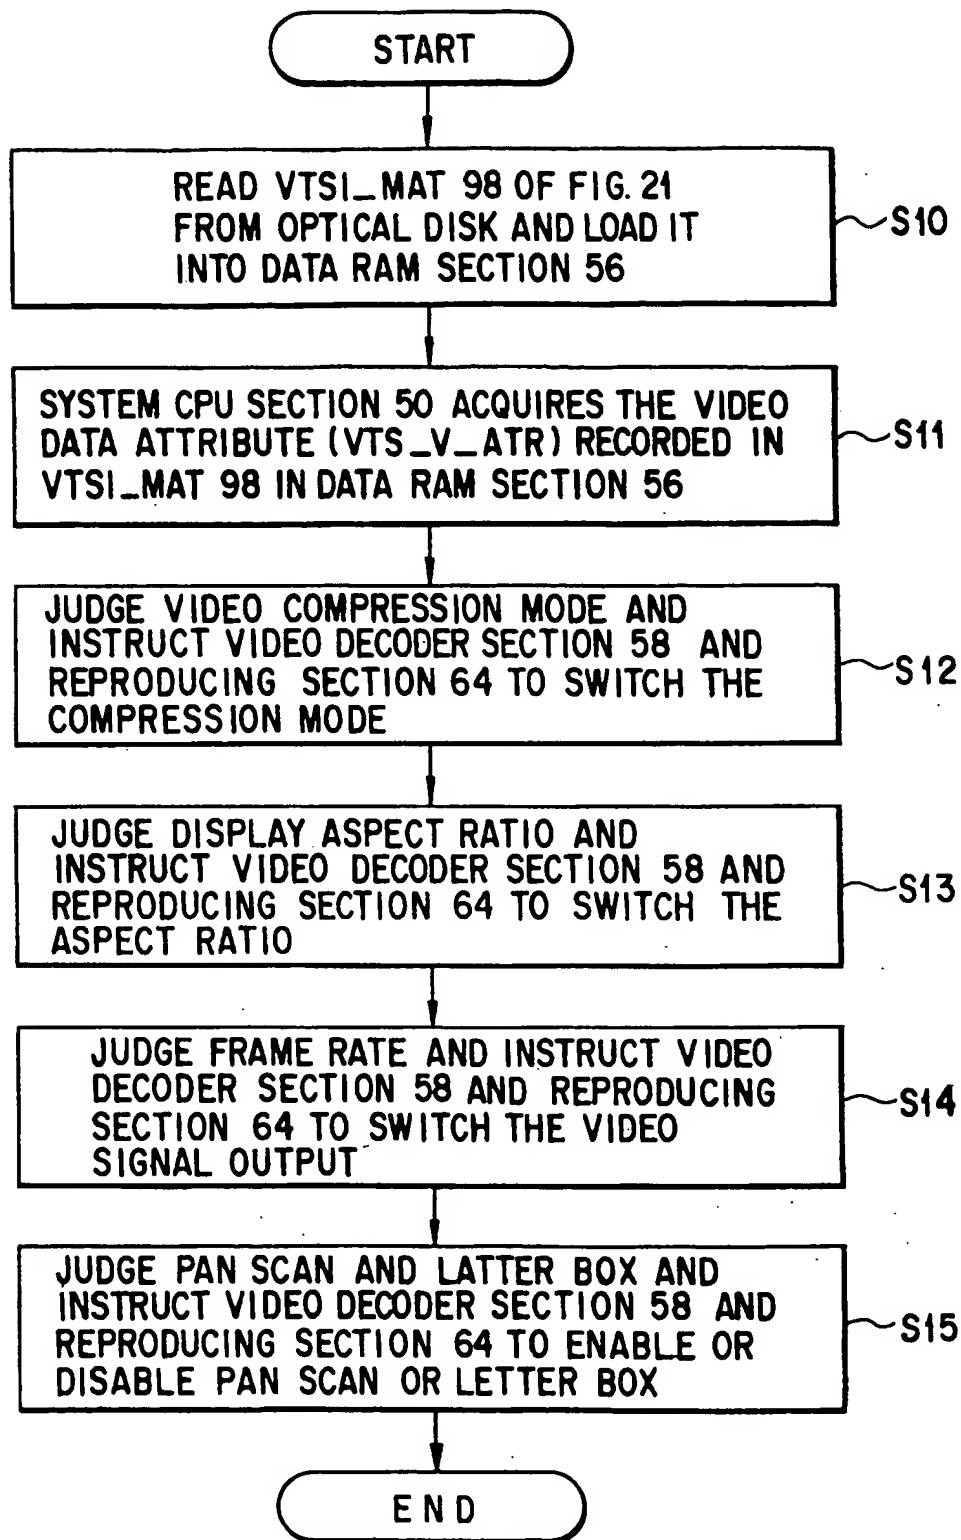 START
READ VTSI_MAT 98 OF FIG. 21
FROM OPTICAL DISK AND LOAD IT
INTO DATA RAM SECTION 56
S10
SYSTEM CPU SECTION 50 ACQUIRES THE VIDEO
DATA ATTRIBUTE (VTS_V_ATR) RECORDED IN
VTSI_MAT 98 IN DATA RAM SECTION 56
S11
JUDGE VIDEO COMPRESSION MODE AND
INSTRUCT VIDEO DECODER SECTION 58 AND
REPRODUCING SECTION 64 TO SWITCH THE
COMPRESSION MODE
S12
JUDGE DISPLAY ASPECT RATIO AND
INSTRUCT VIDEO DECODER SECTION 58 AND
REPRODUCING SECTION 64 TO SWITCH THE
ASPECT RATIO
S13
JUDGE FRAME RATE AND INSTRUCT VIDEO
DECODER SECTION 58 AND REPRODUCING
SECTION 64 TO SWITCH THE VIDEO
SIGNAL OUTPUT
S14
JUDGE PAN SCAN AND LATTER BOX AND
INSTRUCT VIDEO DECODER SECTION 58 AND
REPRODUCING SECTION 64 TO ENABLE OR
DISABLE PAN SCAN OR LETTER BOX
S15
END